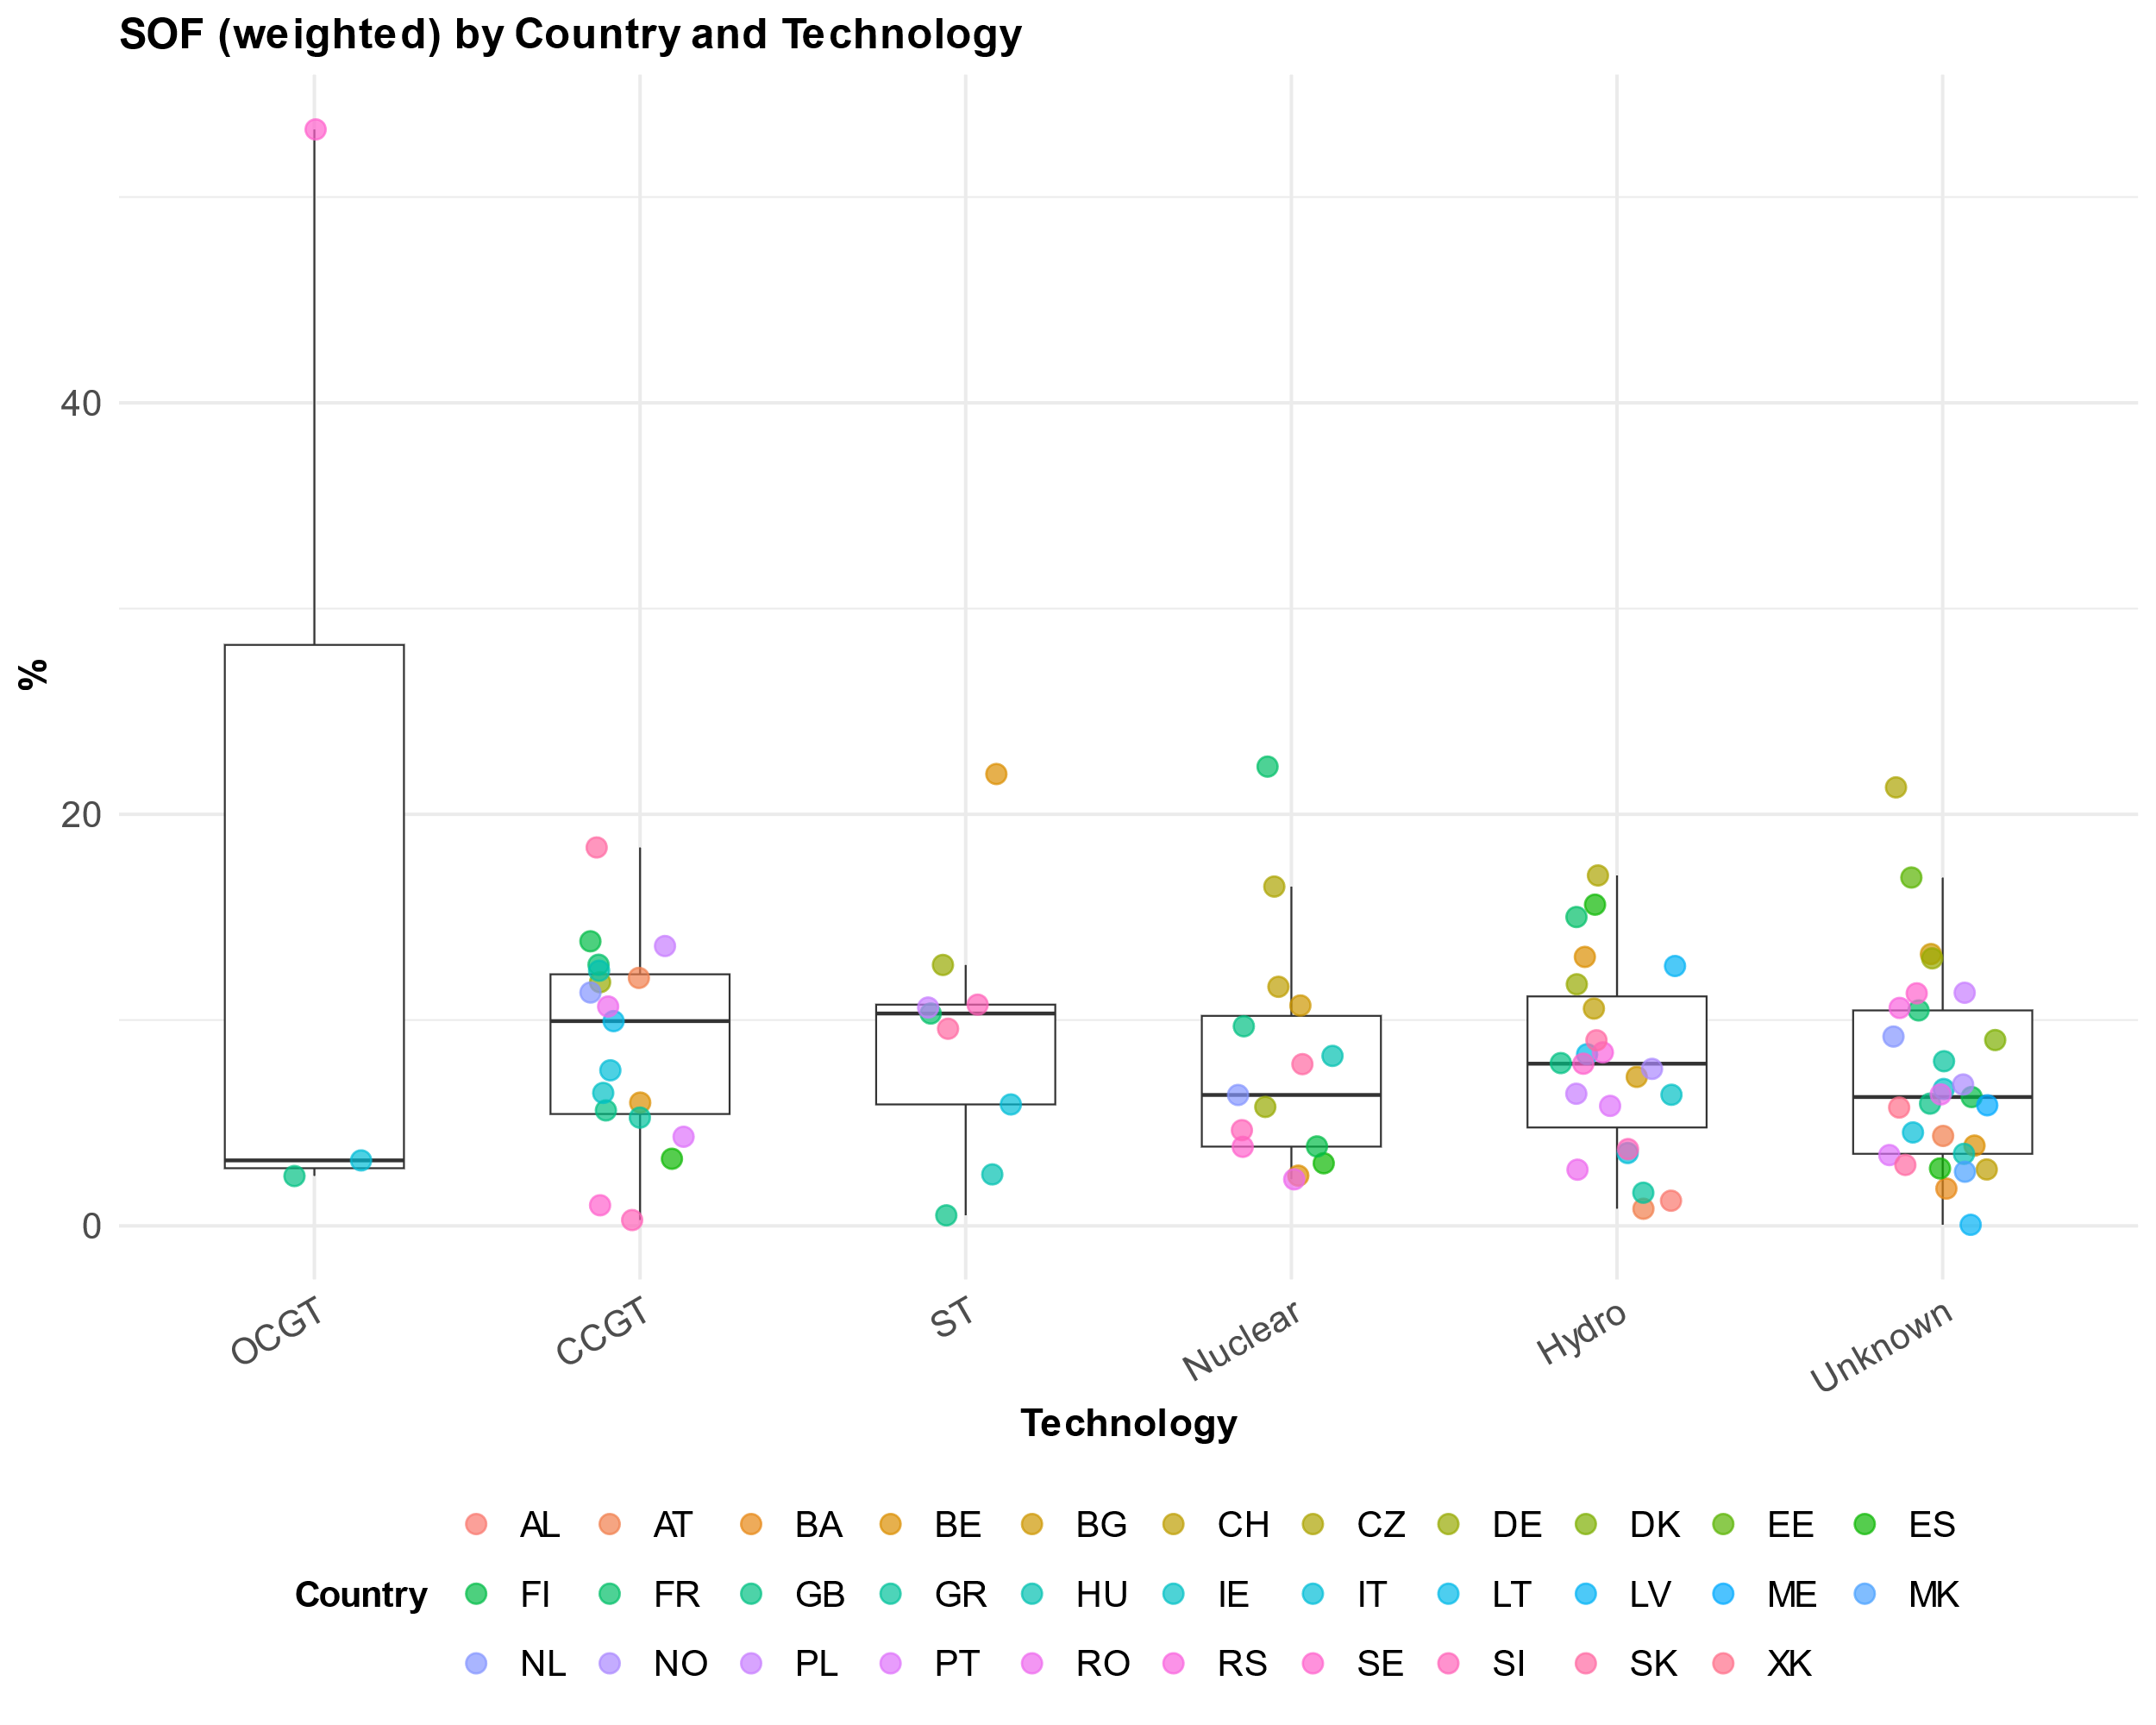 SOF (weighted) by Country and Technology
%
40
20
0
OCGT
CCGT
ST
Nuclear
Hydro
Unknown
Technology
Country
AL AT BA BE BG CH CZ DE DK EE ES
FI FR GB GR HU IE IT LT LV ME MK
NL NO PL PT RO RS SE SI SK XK